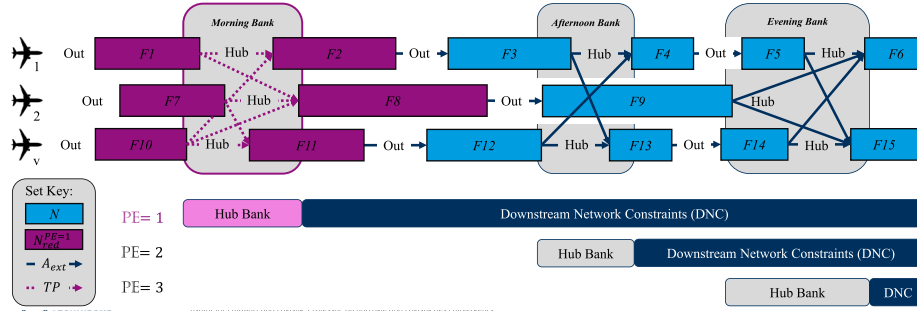 Morning Bank Afternoon Bank Evening Bank
1 Out F1 Hub F2 Out F3 Hub F4 Out F5 Hub F6
2 Out F7 Hub F8 Out F9 Hub
v Out F10 Hub F11 Out F12 Hub F13 Out F14 Hub F15
Set Key:
N
N_red^PE=1
A_ext
TP
PE= 1 Hub Bank Downstream Network Constraints (DNC)
PE= 2 Hub Bank Downstream Network Constraints (DNC)
PE= 3 Hub Bank DNC